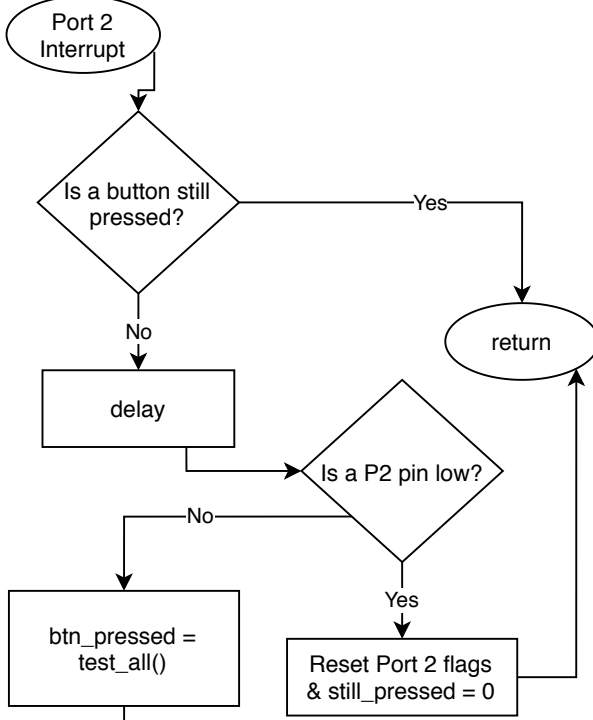 Port 2
Interrupt
Is a button still
pressed?
Yes
No
return
delay
Is a P2 pin low?
No
Yes
btn_pressed =
test_all()
Reset Port 2 flags
& still_pressed = 0